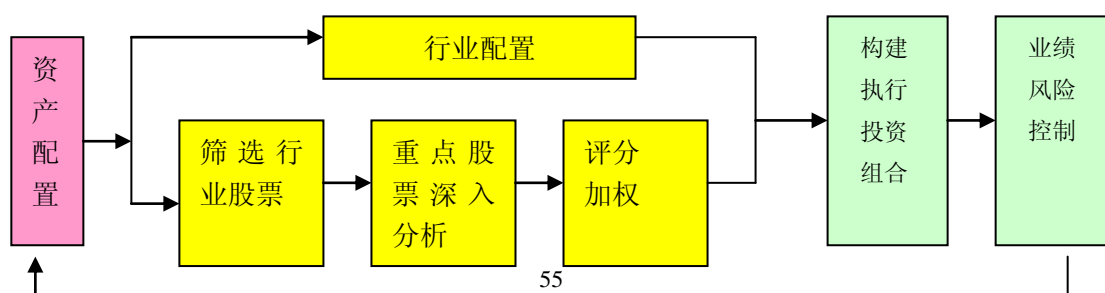 资
产
配
置
行业配置
筛选行
业股票
重点股
票深入
分析
评分
加权
构建
执行
投资
组合
业绩
风险
控制
55